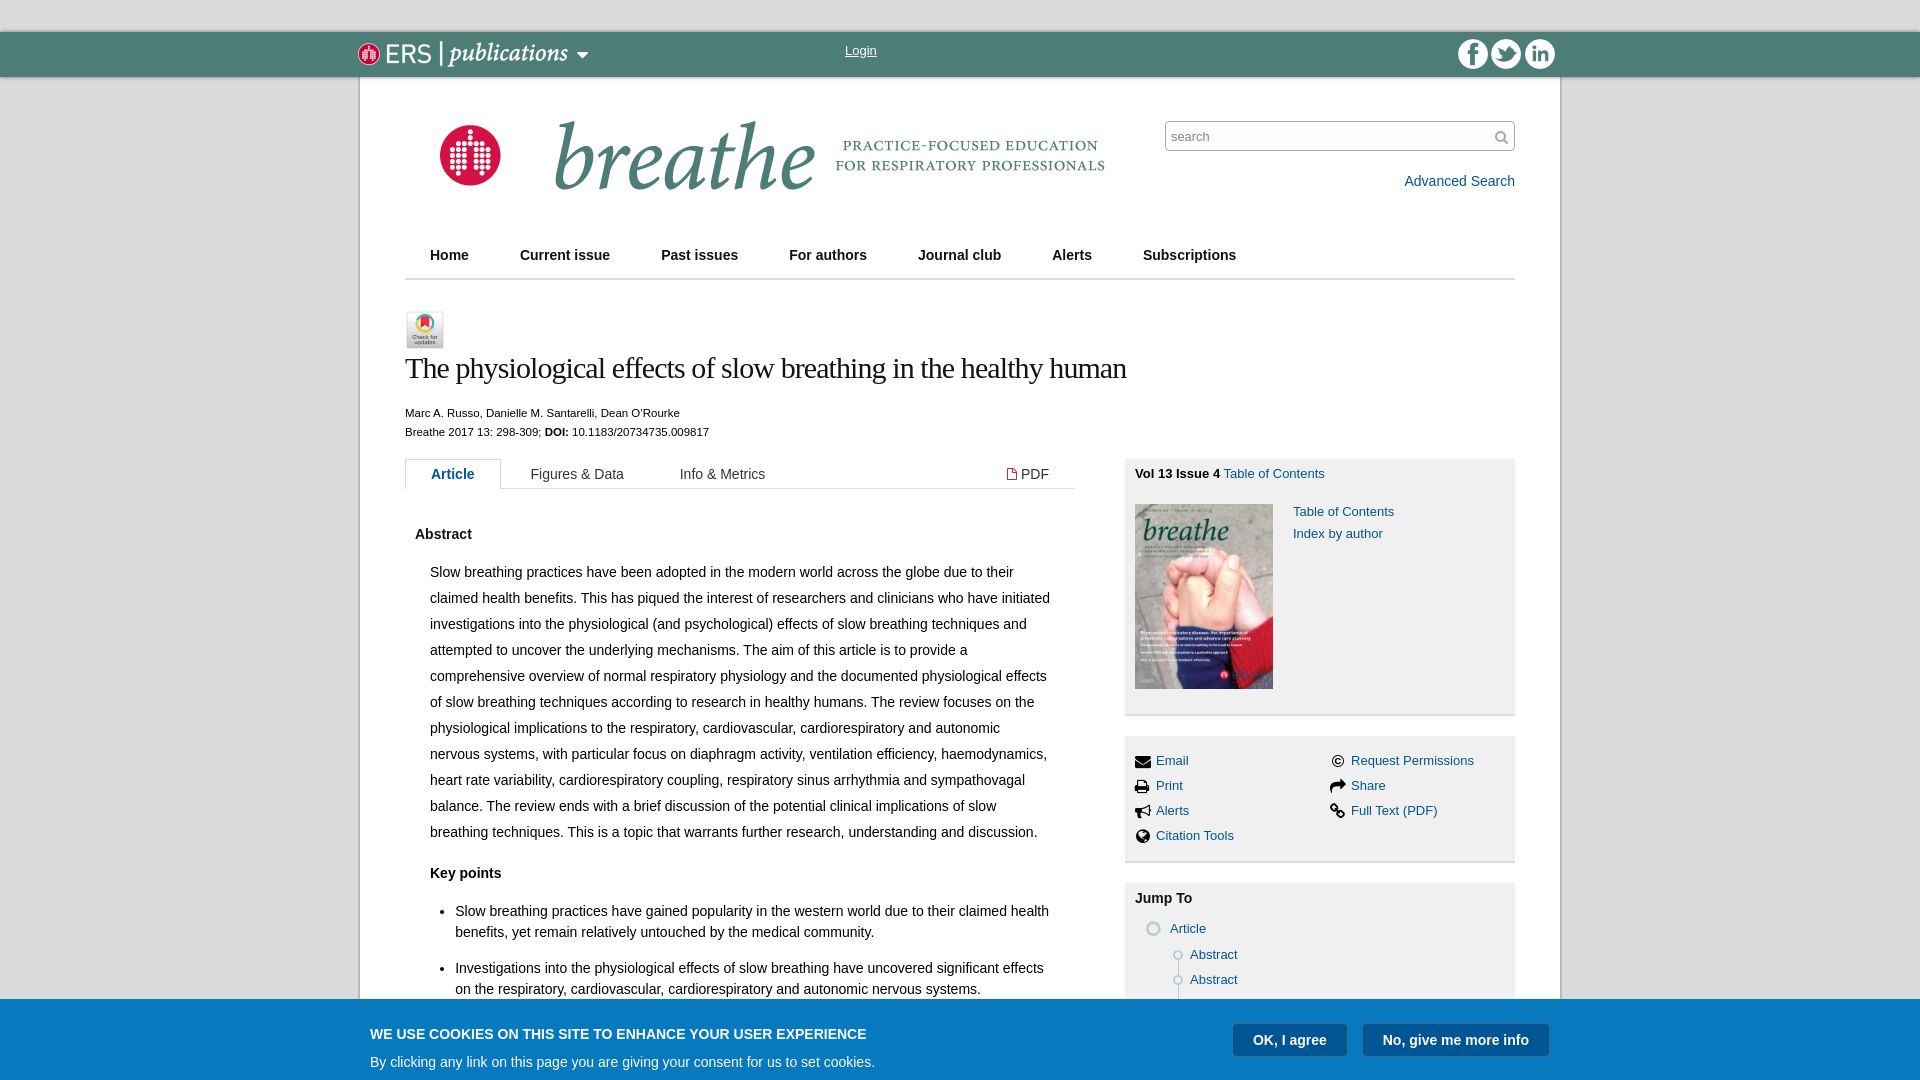 ERS | publications
Login
breathe
PRACTICE-FOCUSED EDUCATION
FOR RESPIRATORY PROFESSIONALS
search
Advanced Search
Home
Current issue
Past issues
For authors
Journal club
Alerts
Subscriptions
Check for
updates
The physiological effects of slow breathing in the healthy human
Marc A. Russo, Danielle M. Santarelli, Dean O’Rourke
Breathe 2017 13: 298-309; DOI: 10.1183/20734735.009817
Article
Figures & Data
Info & Metrics
PDF
Abstract
Slow breathing practices have been adopted in the modern world across the globe due to their
claimed health benefits. This has piqued the interest of researchers and clinicians who have initiated
investigations into the physiological (and psychological) effects of slow breathing techniques and
attempted to uncover the underlying mechanisms. The aim of this article is to provide a
comprehensive overview of normal respiratory physiology and the documented physiological effects
of slow breathing techniques according to research in healthy humans. The review focuses on the
physiological implications to the respiratory, cardiovascular, cardiorespiratory and autonomic
nervous systems, with particular focus on diaphragm activity, ventilation efficiency, haemodynamics,
heart rate variability, cardiorespiratory coupling, respiratory sinus arrhythmia and sympathovagal
balance. The review ends with a brief discussion of the potential clinical implications of slow
breathing techniques. This is a topic that warrants further research, understanding and discussion.
Key points
• Slow breathing practices have gained popularity in the western world due to their claimed health
benefits, yet remain relatively untouched by the medical community.
• Investigations into the physiological effects of slow breathing have uncovered significant effects
on the respiratory, cardiovascular, cardiorespiratory and autonomic nervous systems.
Vol 13 Issue 4 Table of Contents
breathe
Table of Contents
Index by author
Email
Print
Alerts
Citation Tools
© Request Permissions
Share
Full Text (PDF)
Jump To
Article
Abstract
Abstract
WE USE COOKIES ON THIS SITE TO ENHANCE YOUR USER EXPERIENCE
By clicking any link on this page you are giving your consent for us to set cookies.
OK, I agree
No, give me more info